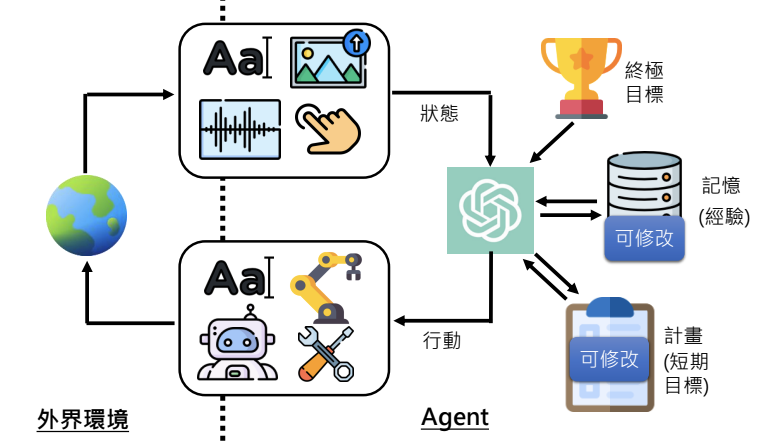 Aa
狀態
終極
目標
記憶
(經驗)
可修改
Aa
行動
計畫
(短期
目標)
可修改
外界環境
Agent